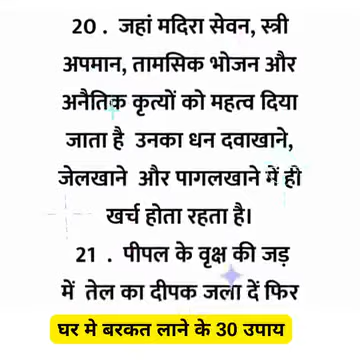 20 . जहां मदिरा सेवन, स्त्री
अपमान, तामसिक भोजन और
अनैतिक कृत्यों को महत्व दिया
जाता है उनका धन दवाखाने,
जेलखाने और पागलखाने में ही
खर्च होता रहता है।
21 . पीपल के वृक्ष की जड़
में तेल का दीपक जला दें फिर
घर मे बरकत लाने के 30 उपाय